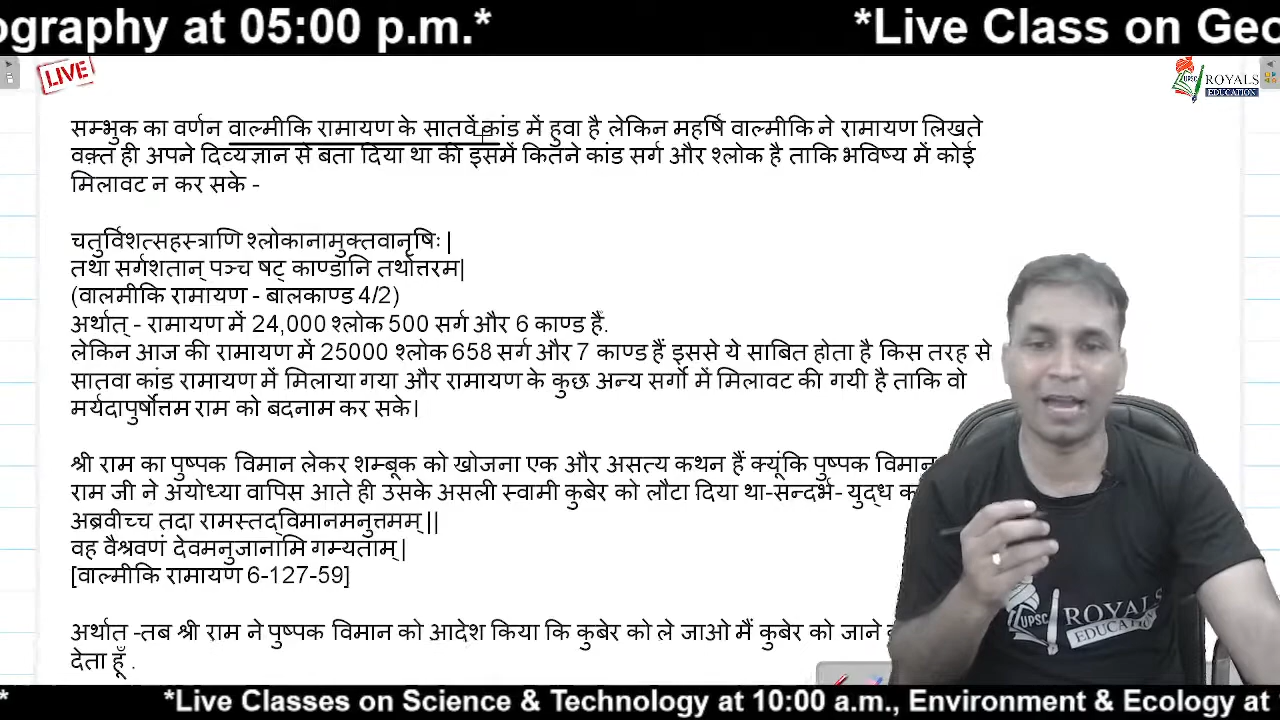 ography at 05:00 p.m.* *Live Class on Geo
LIVE
UPSC ROYALS
EDUCATION
सम्भुक का वर्णन वाल्मीकि रामायण के सातवें कांड में हुवा है लेकिन महर्षि वाल्मीकि ने रामायण लिखते
वक़्त ही अपने दिव्यज्ञान से बता दिया था की इसमें कितने कांड सर्ग और श्लोक है ताकि भविष्य में कोई
मिलावट न कर सके -
चतुर्विशत्सहस्त्राणि श्लोकानामुक्तवानृषिः |
तथा सर्गशतान् पञ्च षट् काण्डानि तथोत्तरम|
(वालमीकि रामायण - बालकाण्ड 4/2)
अर्थात् - रामायण में 24,000 श्लोक 500 सर्ग और 6 काण्ड हैं.
लेकिन आज की रामायण में 25000 श्लोक 658 सर्ग और 7 काण्ड हैं इससे ये साबित होता है किस तरह से
सातवा कांड रामायण में मिलाया गया और रामायण के कुछ अन्य सर्गो में मिलावट की गयी है ताकि वो
मर्यदापुर्षोत्तम राम को बदनाम कर सके।
श्री राम का पुष्पक विमान लेकर शम्बूक को खोजना एक और असत्य कथन हैं क्यूंकि पुष्पक विमान
राम जी ने अयोध्या वापिस आते ही उसके असली स्वामी कुबेर को लौटा दिया था-सन्दर्भ- युद्ध
अब्रवीच्च तदा रामस्तद्विमानमनुत्तमम् ||
वह वैश्रवणं देवमनुजानामि गम्यताम् |
[वाल्मीकि रामायण 6-127-59]
अर्थात -तब श्री राम ने पुष्पक विमान को आदेश किया कि कुबेर को ले जाओ मैं कुबेर को जाने
देता हूँ .
UPSC ROYALS
EDUCATION
* *Live Classes on Science & Technology at 10:00 a.m., Environment & Ecology at